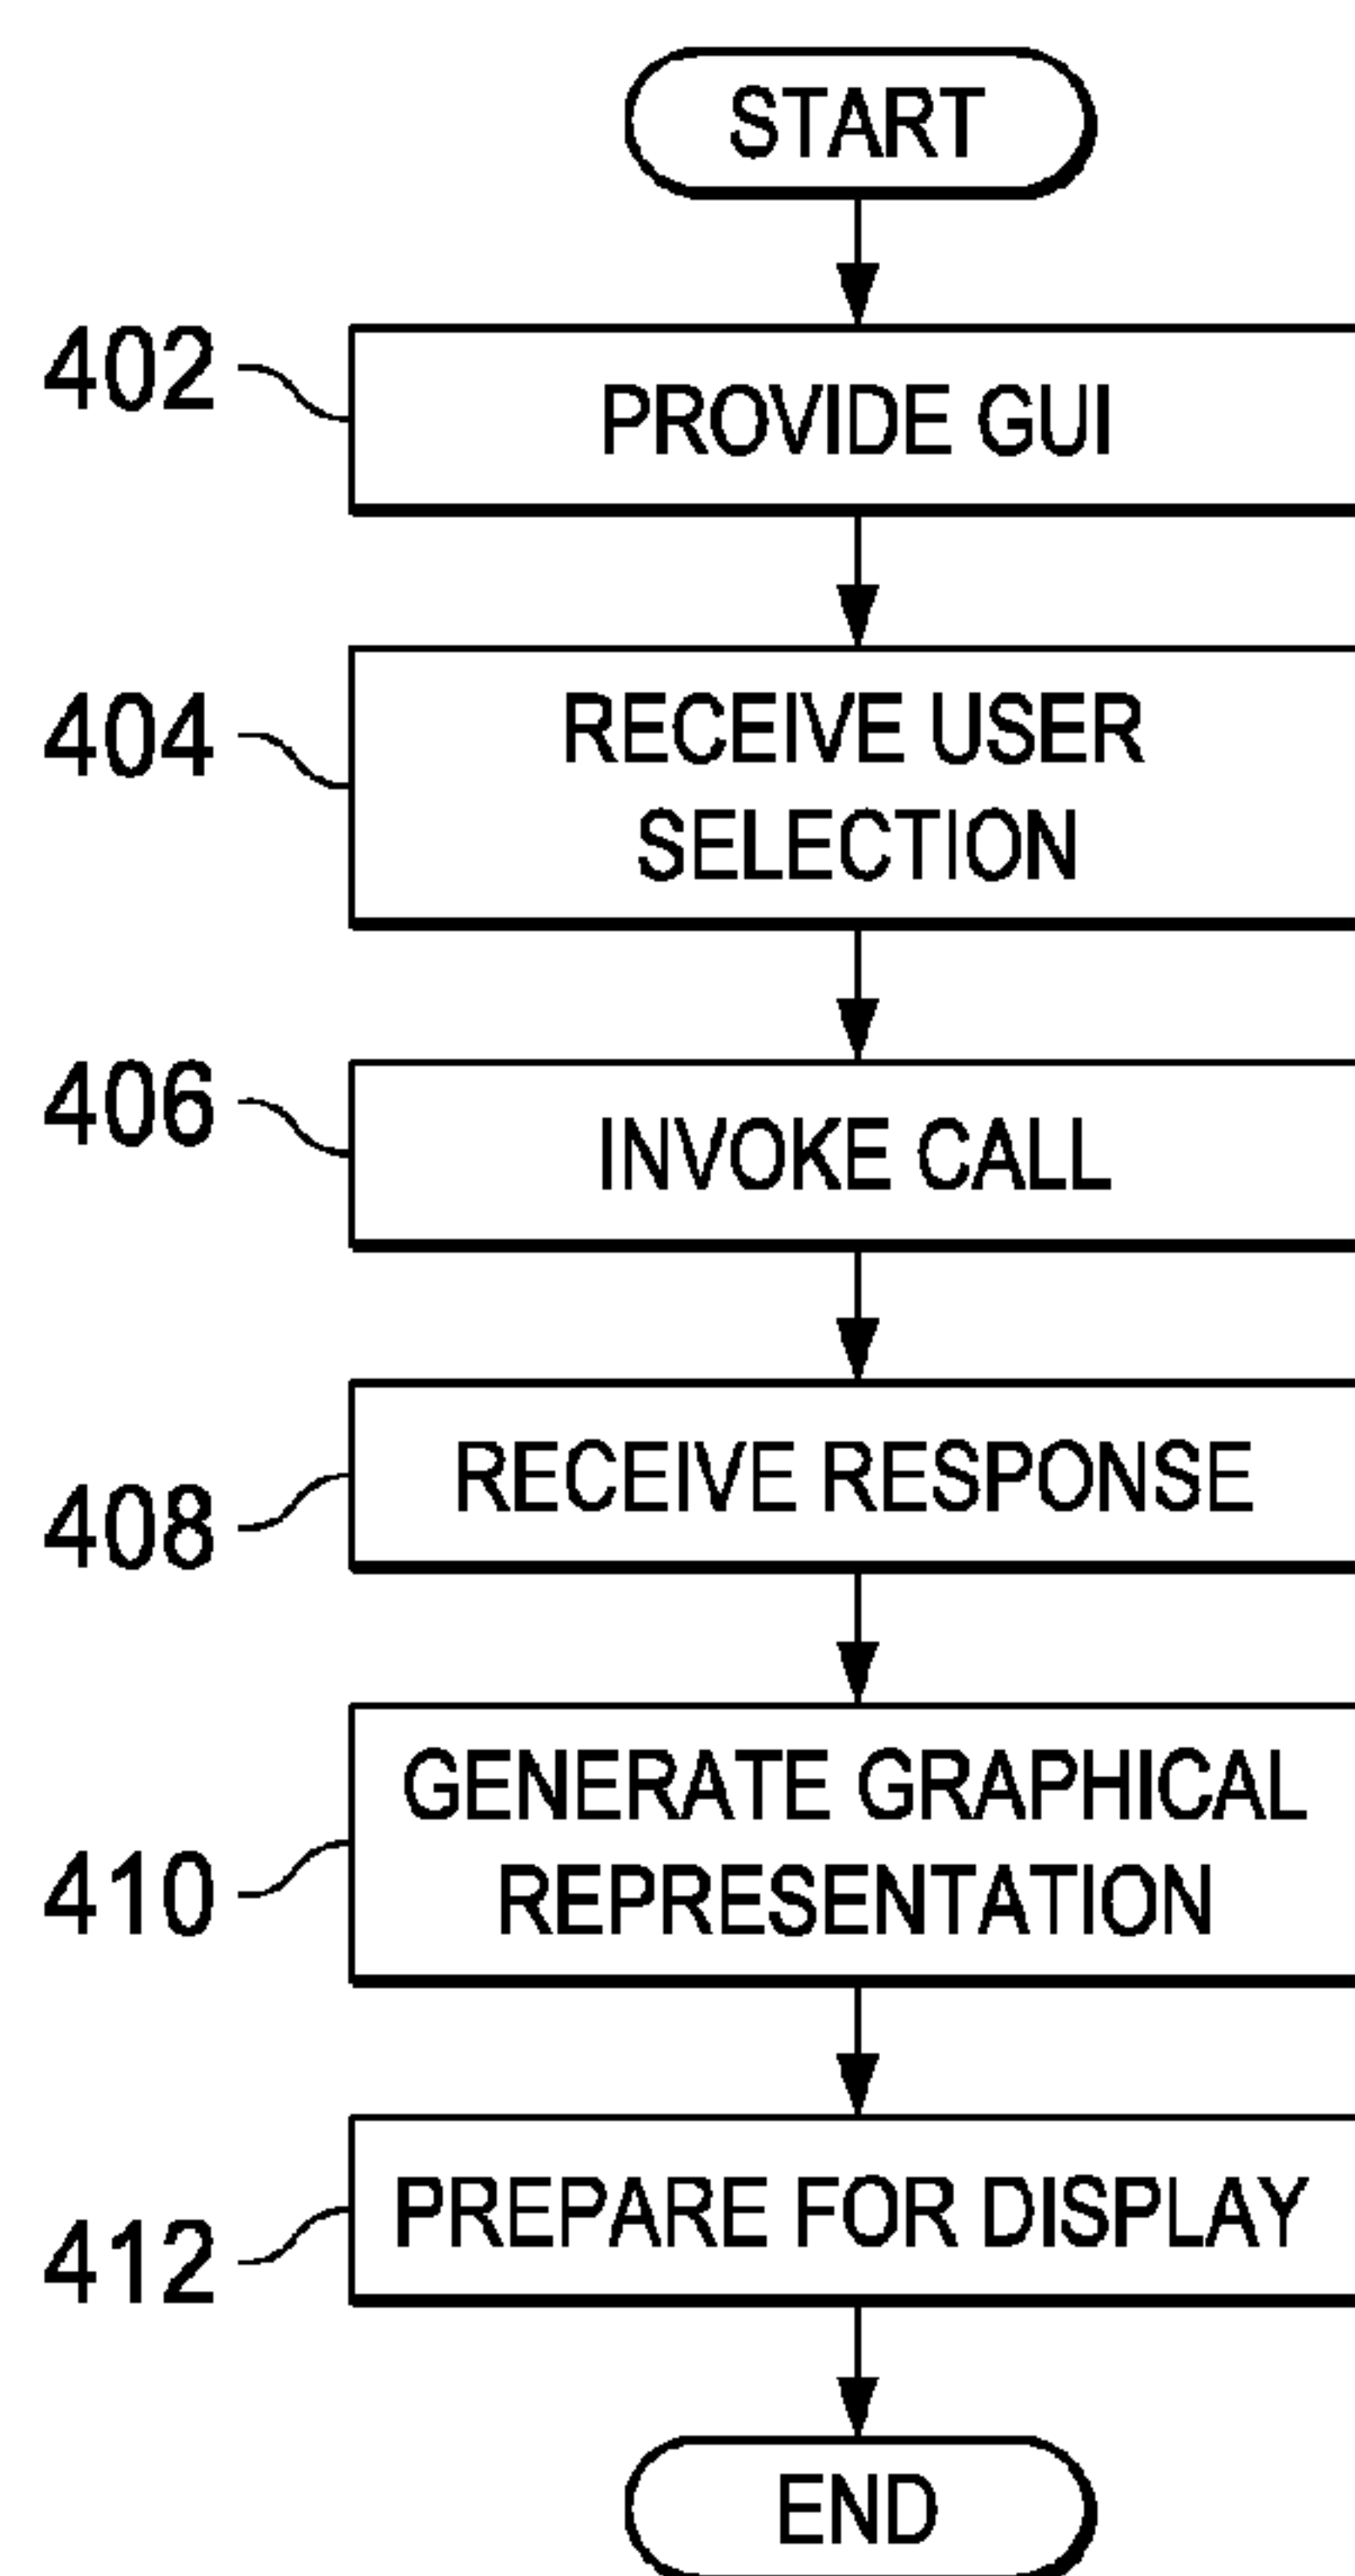 START
402
PROVIDE GUI
404
RECEIVE USER
SELECTION
406
INVOKE CALL
408
RECEIVE RESPONSE
410
GENERATE GRAPHICAL
REPRESENTATION
412
PREPARE FOR DISPLAY
END